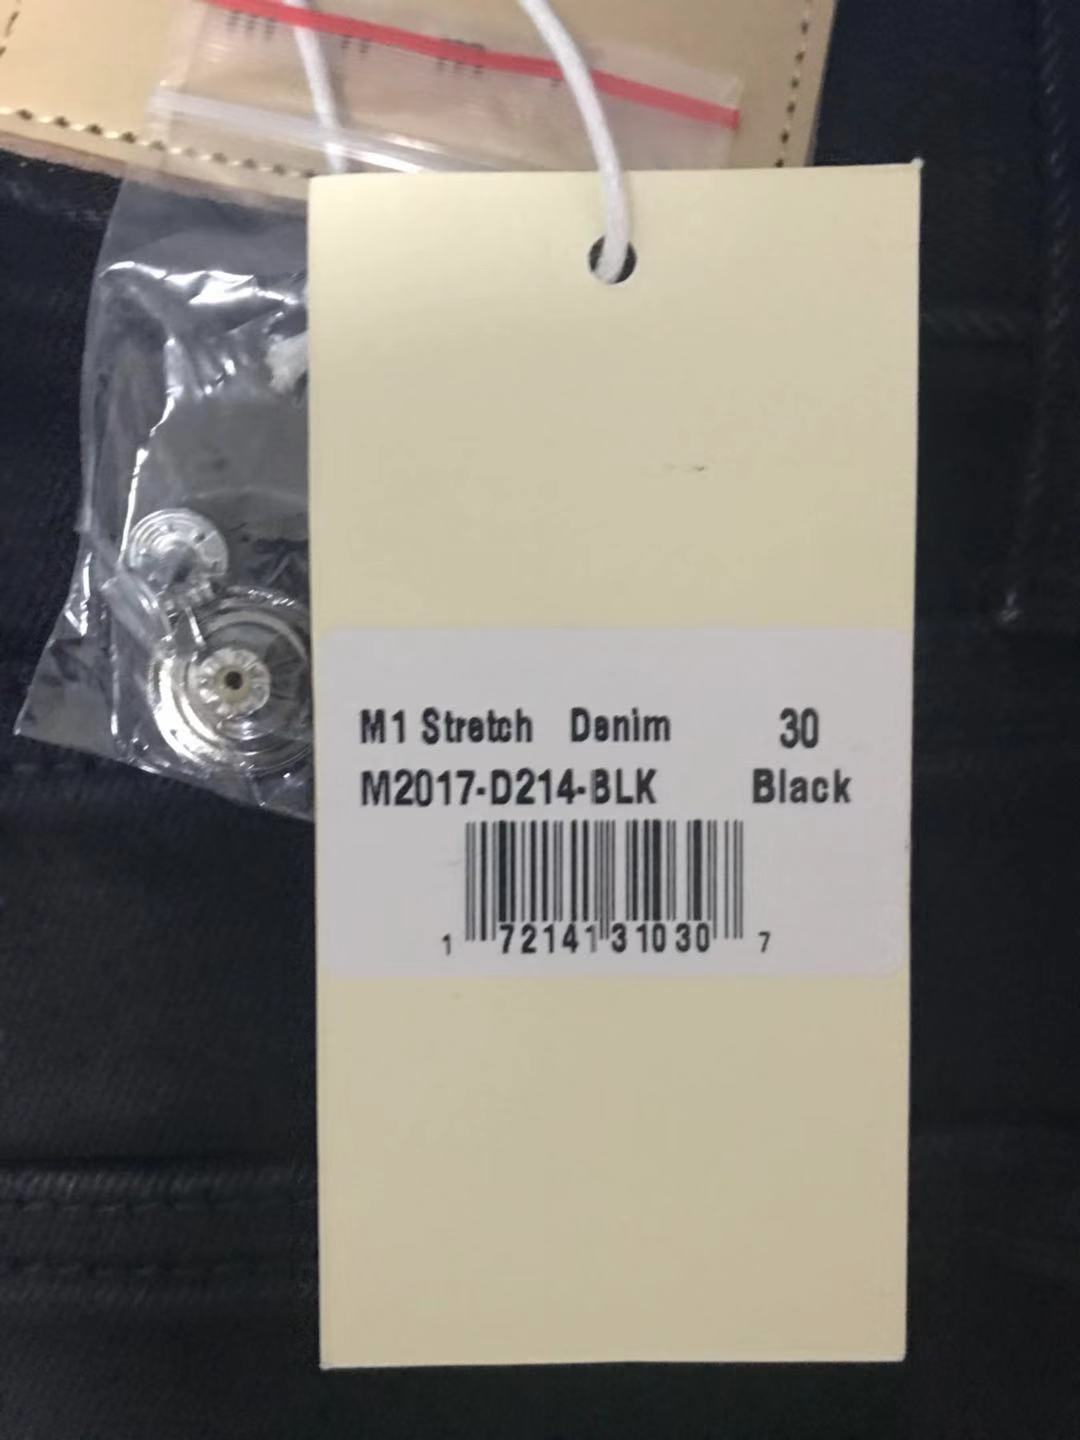 M1 Stretch Denim 30
M2017-D214-BLK Black
1 72141 31030 7